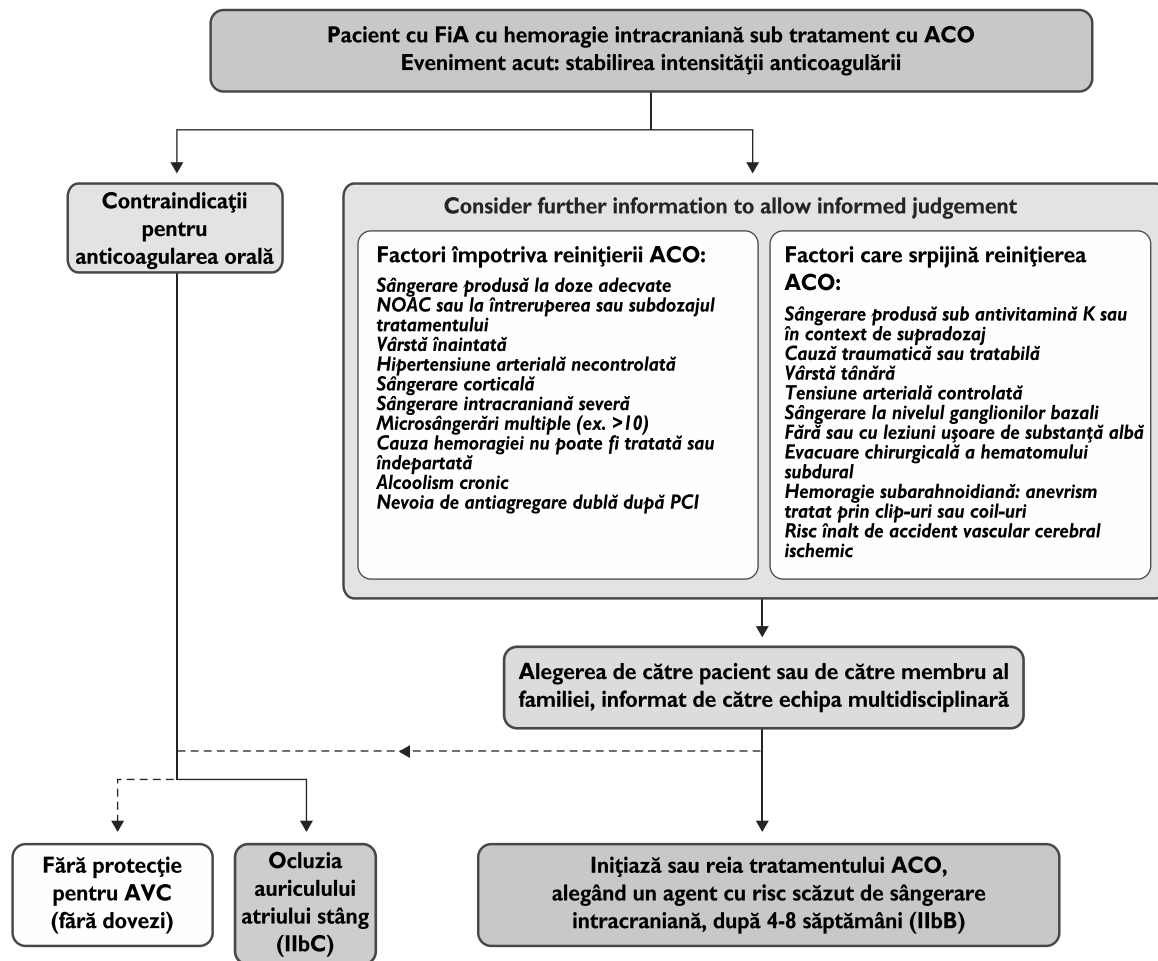 Pacient cu FiA cu hemoragie intracraniană sub tratament cu ACO
Eveniment acut: stabilirea intensităţii anticoagulării
Contraindicaţii
pentru
anticoagularea orală
Consider further information to allow informed judgement
Factori împotriva reiniţierii ACO:
Sângerare produsă la doze adecvate
NOAC sau la întreruperea sau subdozajul
tratamentului
Vârstă înaintată
Hipertensiune arterială necontrolată
Sângerare corticală
Sângerare intracraniană severă
Microsângerări multiple (ex. >10)
Cauza hemoragiei nu poate fi tratată sau
îndepartată
Alcoolism cronic
Nevoia de antiagregare dublă după PCI
Factori care srpijină reiniţierea
ACO:
Sângerare produsă sub antivitamină K sau
în context de supradozaj
Cauză traumatică sau tratabilă
Vârstă tânără
Tensiune arterială controlată
Sângerare la nivelul ganglionilor bazali
Fără sau cu leziuni uşoare de substanţă albă
Evacuare chirurgicală a hematomului
subdural
Hemoragie subarahnoidiană: anevrism
tratat prin clip-uri sau coil-uri
Risc înalt de accident vascular cerebral
ischemic
Alegerea de către pacient sau de către membru al
familiei, informat de către echipa multidisciplinară
Fără protecţie
pentru AVC
(fără dovezi)
Ocluzia
auriculului
atriului stâng
(IIbC)
Iniţiază sau reia tratamentului ACO,
alegând un agent cu risc scăzut de sângerare
intracraniană, după 4-8 săptămâni (IIbB)